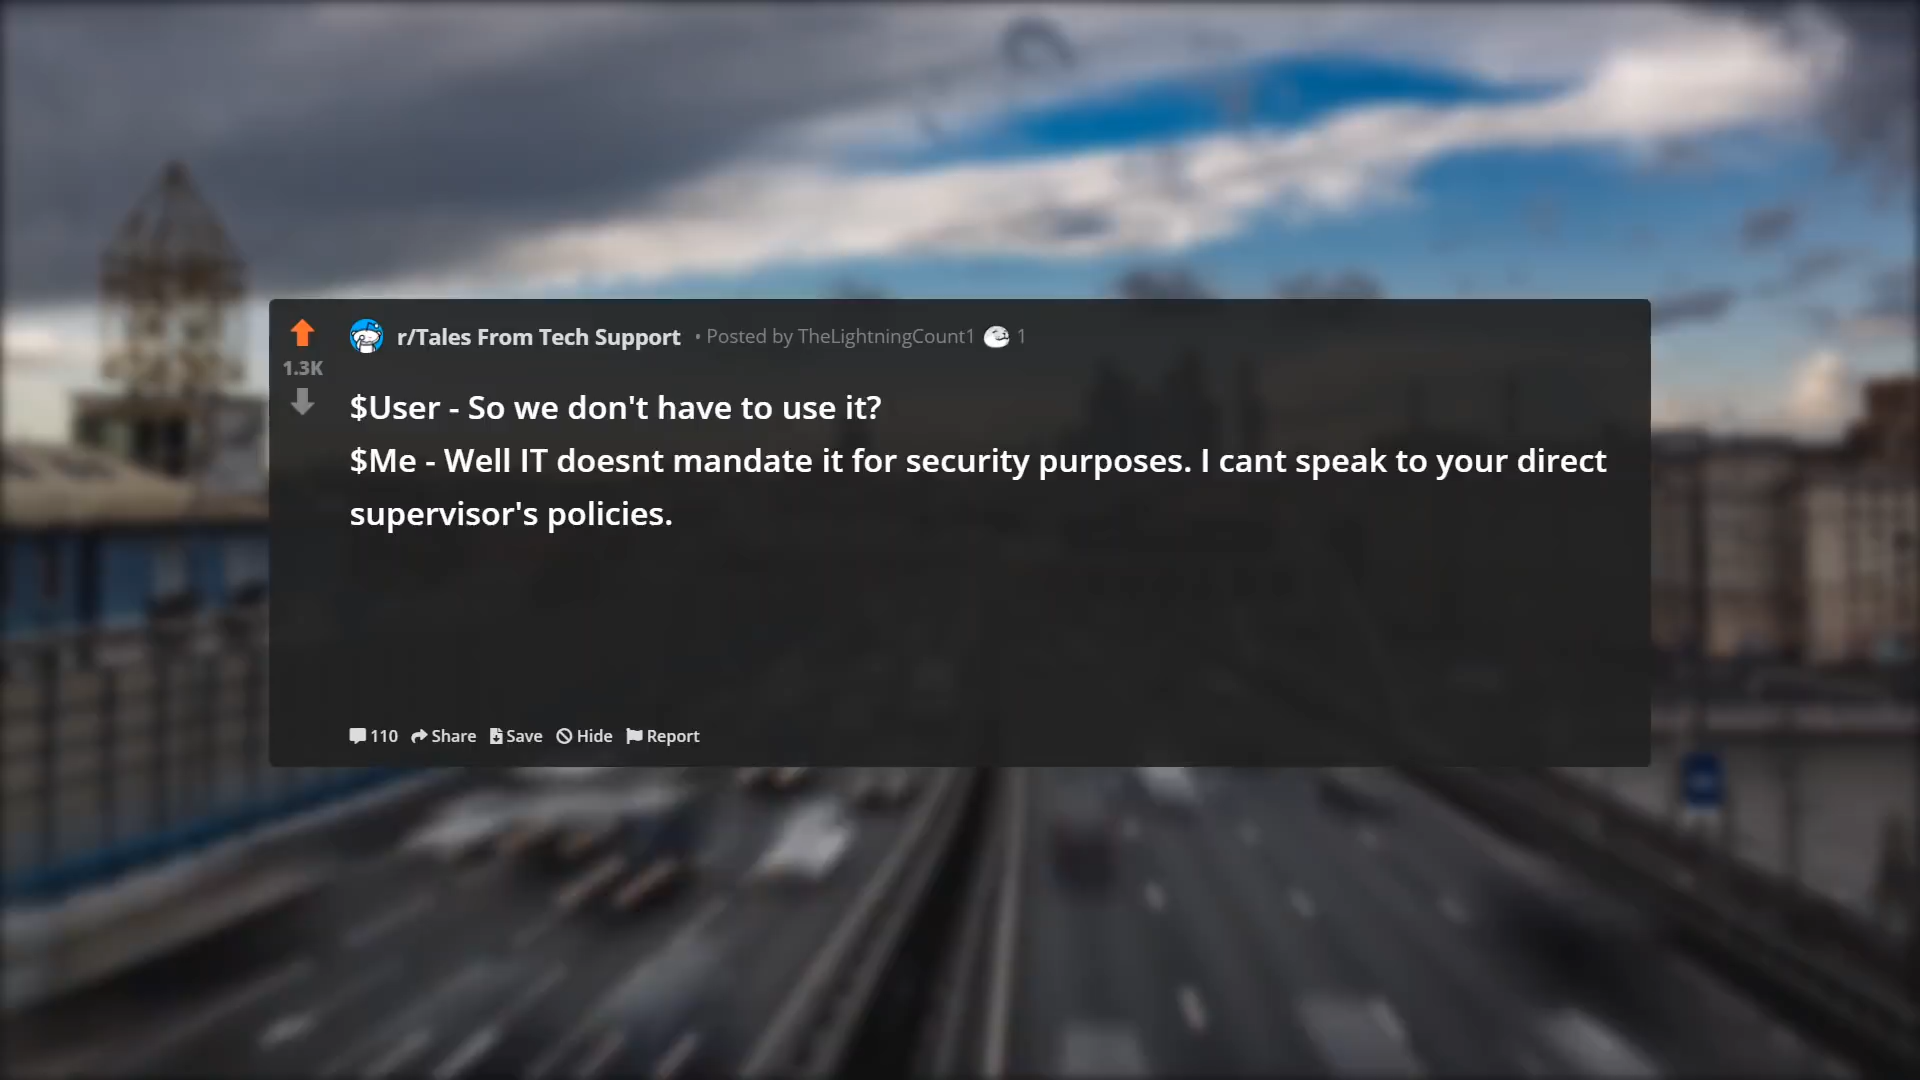 r/Tales From Tech Support • Posted by TheLightningCount1 1
1.3K
$User - So we don't have to use it?
$Me - Well IT doesnt mandate it for security purposes. I cant speak to your direct
supervisor's policies.
110 Share Save Hide Report